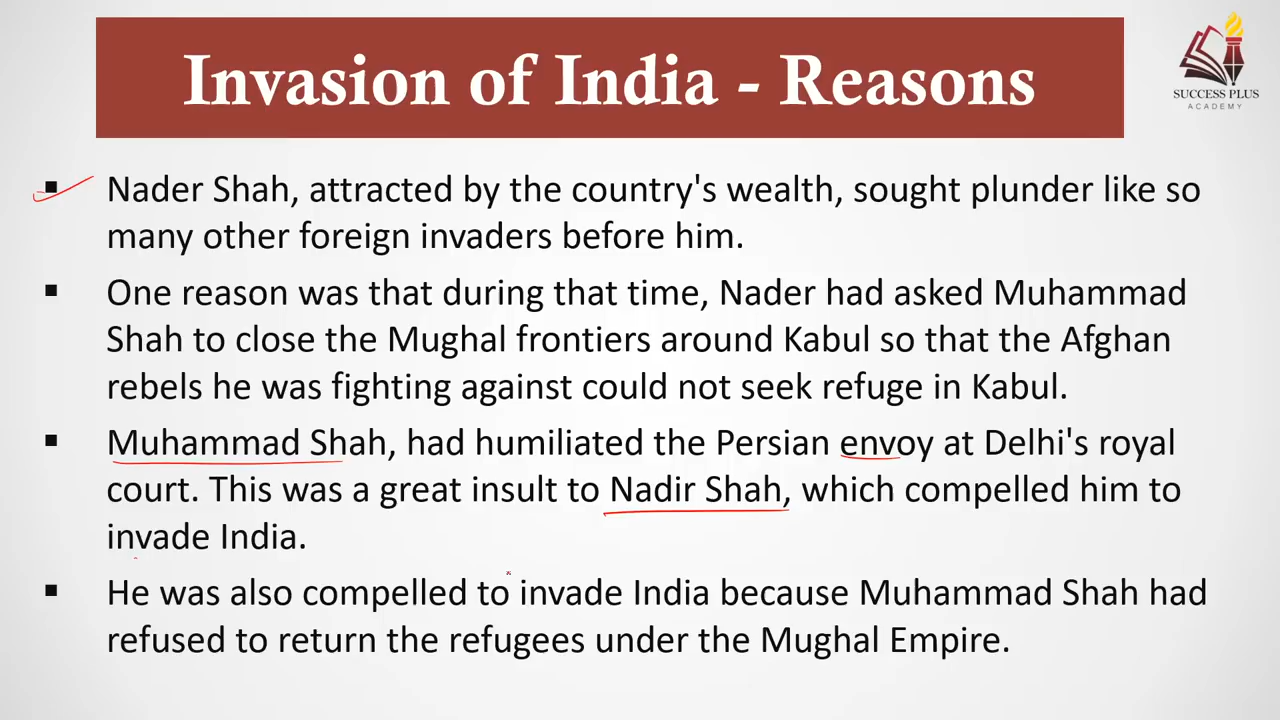 Invasion of India - Reasons
SUCCESS PLUS
ACADEMY
▪ Nader Shah, attracted by the country's wealth, sought plunder like so
many other foreign invaders before him.
▪ One reason was that during that time, Nader had asked Muhammad
Shah to close the Mughal frontiers around Kabul so that the Afghan
rebels he was fighting against could not seek refuge in Kabul.
▪ Muhammad Shah, had humiliated the Persian envoy at Delhi's royal
court. This was a great insult to Nadir Shah, which compelled him to
invade India.
▪ He was also compelled to invade India because Muhammad Shah had
refused to return the refugees under the Mughal Empire.